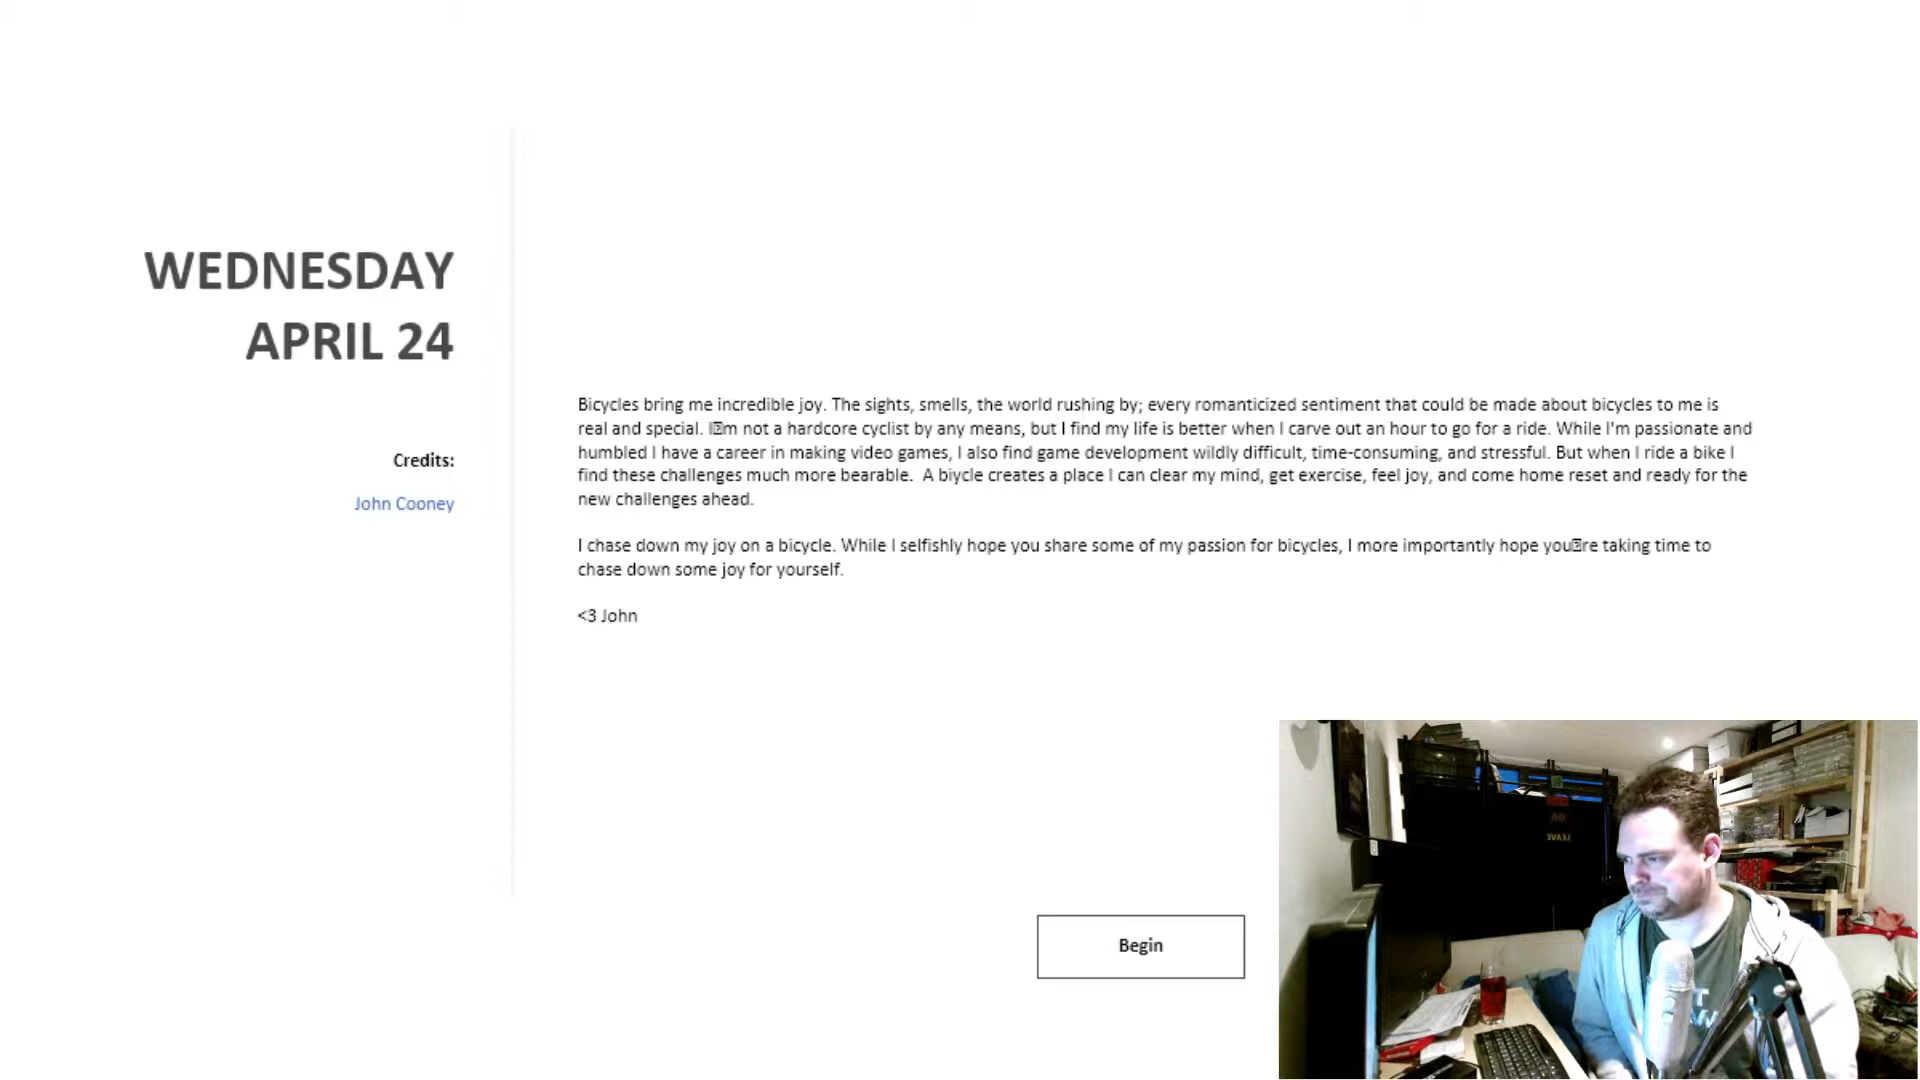 WEDNESDAY
APRIL 24
Credits:
John Cooney
Bicycles bring me incredible joy. The sights, smells, the world rushing by; every romanticized sentiment that could be made about bicycles to me is
real and special. I⍰m not a hardcore cyclist by any means, but I find my life is better when I carve out an hour to go for a ride. While I'm passionate and
humbled I have a career in making video games, I also find game development wildly difficult, time-consuming, and stressful. But when I ride a bike I
find these challenges much more bearable.  A biycle creates a place I can clear my mind, get exercise, feel joy, and come home reset and ready for the
new challenges ahead.
I chase down my joy on a bicycle. While I selfishly hope you share some of my passion for bicycles, I more importantly hope you⍰re taking time to
chase down some joy for yourself.
<3 John
Begin
LEAVE